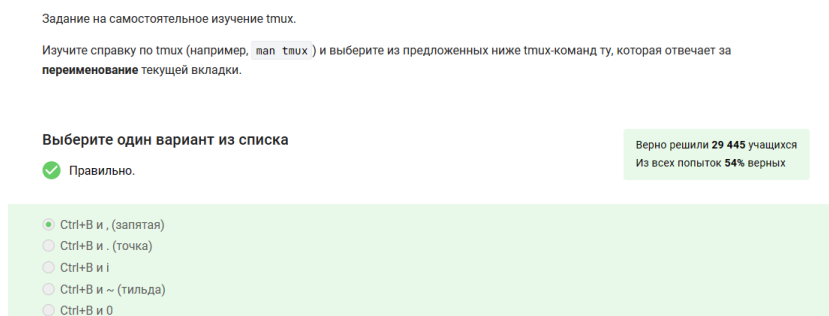 Задание на самостоятельное изучение tmux.
Изучите справку по tmux (например, man tmux ) и выберите из предложенных ниже tmux-команд ту, которая отвечает за
переименование текущей вкладки.
Выберите один вариант из списка
Правильно.
Верно решили 29 445 учащихся
Из всех попыток 54% верных
Ctrl+B и , (запятая)
Ctrl+B и . (точка)
Ctrl+B и i
Ctrl+B и ~ (тильда)
Ctrl+B и 0